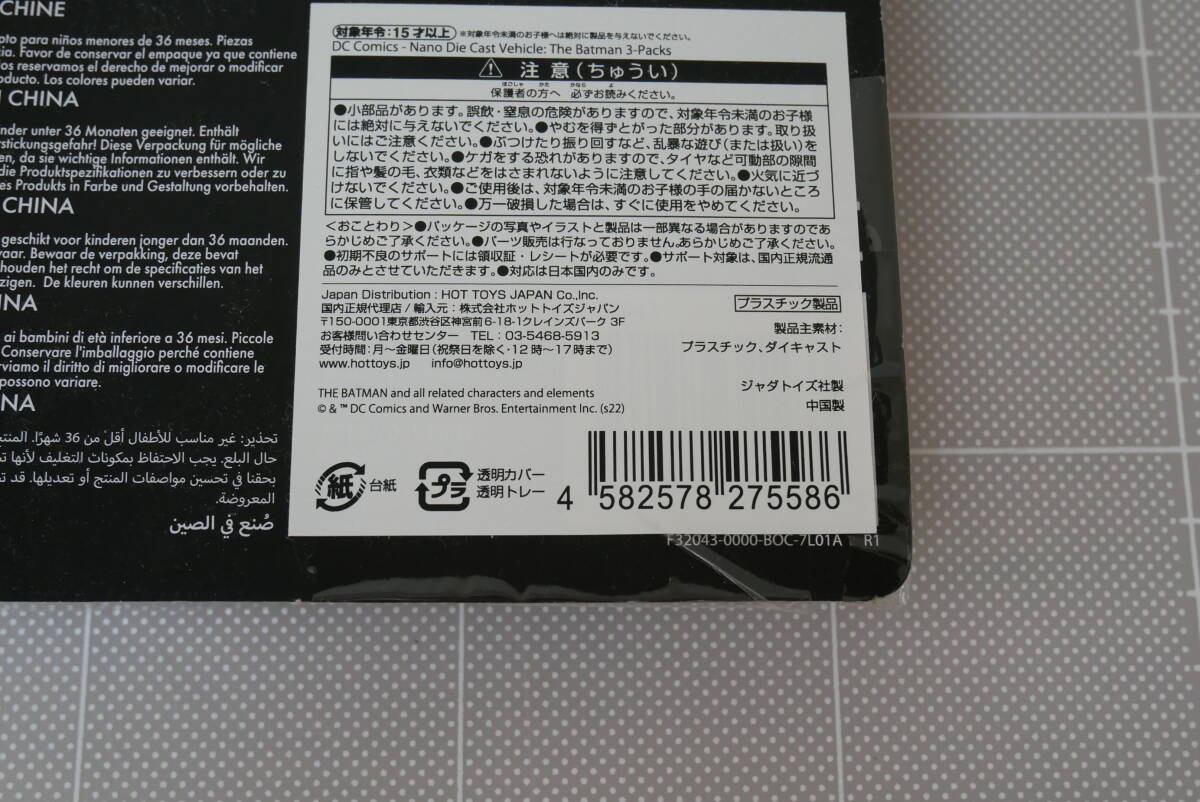 CHINE
pto para niños menores de 36 meses. Piezas
cia. Favor de conservar el empaque ya que contiene
los reservamos el derecho de mejorar o modificar
oducto. Los colores pueden variar.
CHINA
inder unter 36 Monaten geeignet. Enthält
rstickungsgefahr! Diese Verpackung für mögliche
en, da sie wichtige Informationen enthält. Wir
die Produktspezifikationen zu verbessern oder zu
es Produkts in Farbe und Gestaltung vorbehalten.
CHINA
geschikt voor kinderen jonger dan 36 maanden.
vaar. Bewaar de verpakking, deze bevat
houden het recht om de specificaties van het
zigen. De kleuren kunnen verschillen.
INA
ai bambini di età inferiore a 36 mesi. Piccole
Conservare l'imballaggio perché contiene
rviamo il diritto di migliorare o modificare le
possono variare.
NA
تحذير: غير مناسب للأطفال أقل من 36 شهرًا. المنتج
حال البلع. يجب الاحتفاظ بمكونات التغليف لأنها
بحقنا في تحسين مواصفات المنتج أو تعديلها. قد
المعروضة.
صُنع في الصين
対象年令:15才以上 ※対象年令未満のお子様へは絶対に製品を与えないでください。
DC Comics - Nano Die Cast Vehicle: The Batman 3-Packs
注意(ちゅうい)
保護者の方へ 必ずお読みください。
●小部品があります。誤飲・窒息の危険がありますので、対象年令未満のお子様
には絶対に与えないでください。●やむを得ずとがった部分があります。取り扱
いにはご注意ください。●ぶつけたり振り回すなど、乱暴な遊び(または扱い)を
しないでください。●ケガをする恐れがありますので、タイヤなど可動部の隙間
に指や髪の毛、衣類などをはさまれないように注意してください。●火気に近づ
けないでください。●ご使用後は、対象年令未満のお子様の手の届かないところ
に保管してください。●万一破損した場合は、すぐに使用をやめてください。
<おことわり>●パッケージの写真やイラストと製品は一部異なる場合がありますのであ
らかじめご了承ください。●パーツ販売は行なっておりません。あらかじめご了承ください。
●初期不良のサポートには領収証・レシートが必要です。●サポート対象は、国内正規流通
品のみとさせていただきます。●対応は日本国内のみです。
Japan Distribution : HOT TOYS JAPAN Co.,Inc.
国内正規代理店/輸入元:株式会社ホットトイズジャパン
〒150-0001東京都渋谷区神宮前6-18-1クレインズパーク 3F
お客様問い合わせセンター TEL:03-5468-5913
受付時間:月~金曜日(祝祭日を除く・12時~17時まで)
www.hottoys.jp info@hottoys.jp
プラスチック製品
製品主素材:
プラスチック、ダイキャスト
ジャダトイズ社製
中国製
THE BATMAN and all related characters and elements
© & ™ DC Comics and Warner Bros. Entertainment Inc. (s22)
紙 台紙
プラ 透明カバー
透明トレー
4 582578 275586
F32043-0000-BOC-7L01A R1